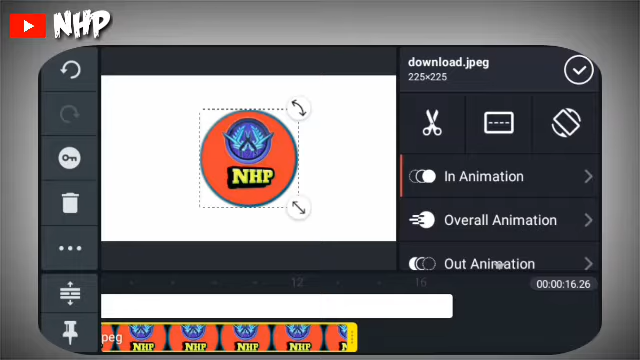 NHP
download.jpeg
225×225
NHP
In Animation
Overall Animation
Out Animation
12
16
00:00:16.26
peg
NHP
NHP
NHP
NHP